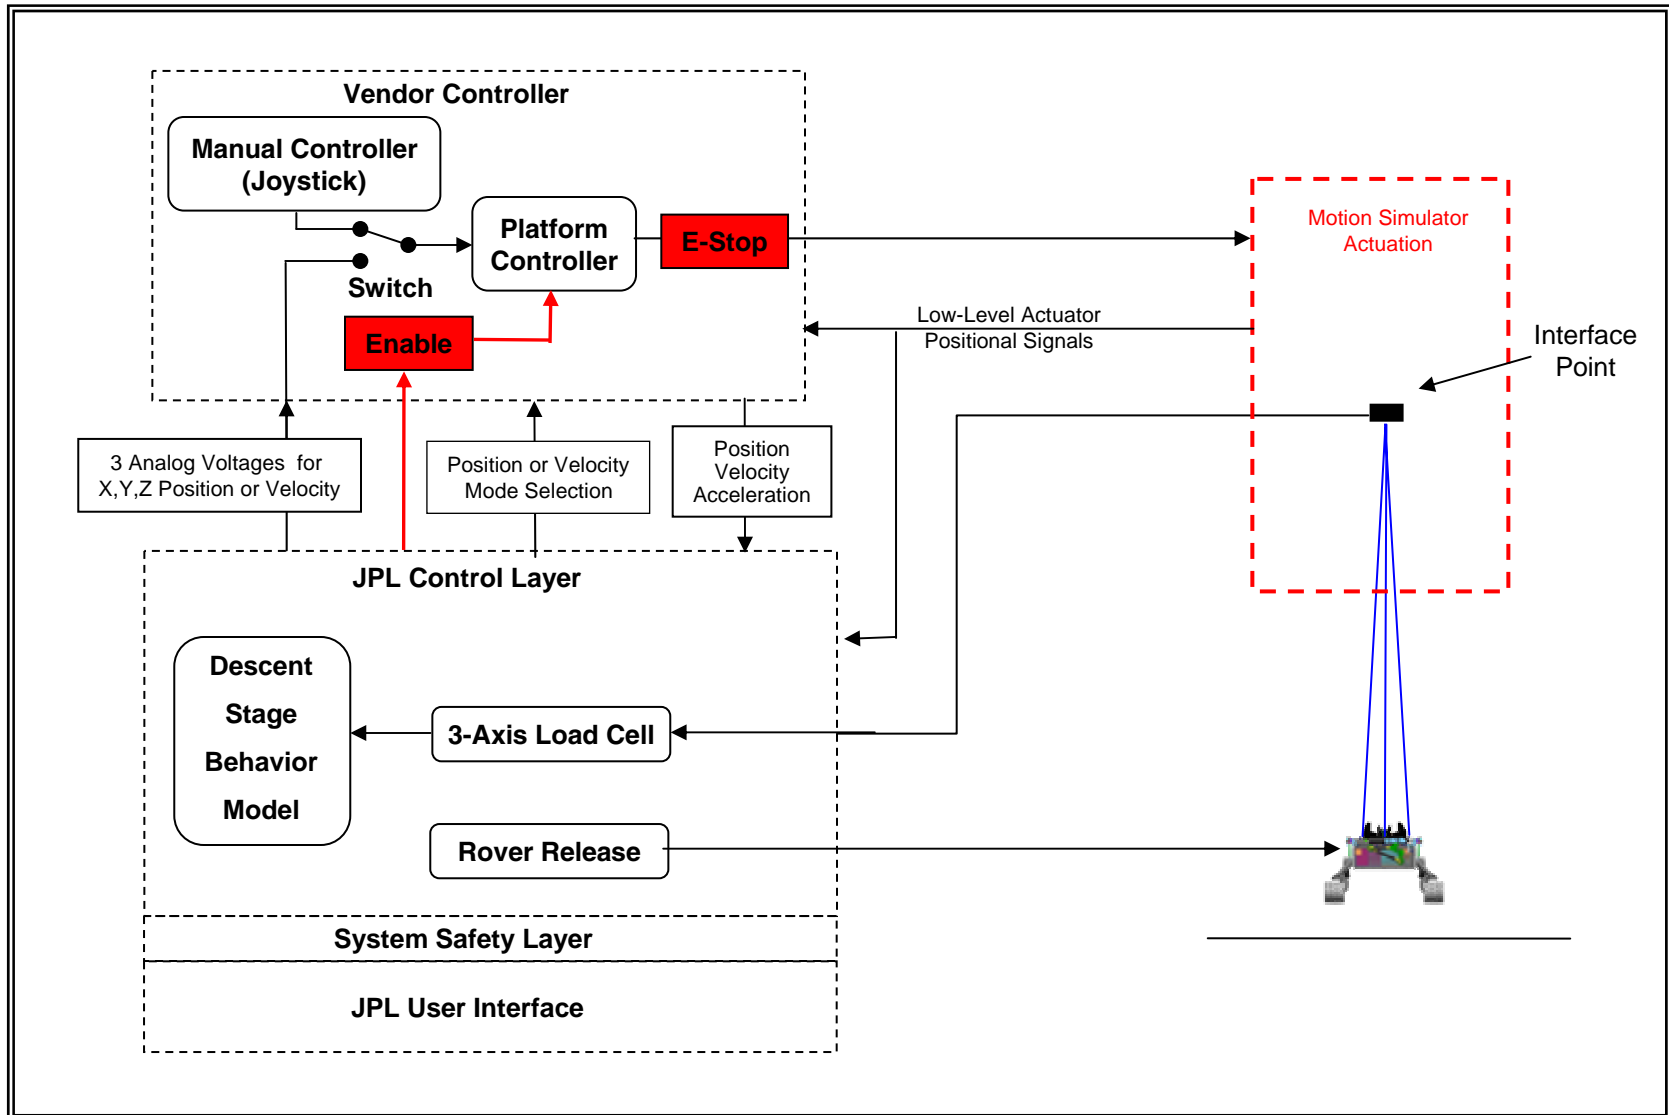 Vendor Controller
Manual Controller
(Joystick)
Platform
Controller
E-Stop
Switch
Enable
Motion Simulator
Actuation
Low-Level Actuator
Positional Signals
Interface
Point
3 Analog Voltages for
X,Y,Z Position or Velocity
Position or Velocity
Mode Selection
Position
Velocity
Acceleration
JPL Control Layer
Descent
Stage
Behavior
Model
3-Axis Load Cell
Rover Release
System Safety Layer
JPL User Interface